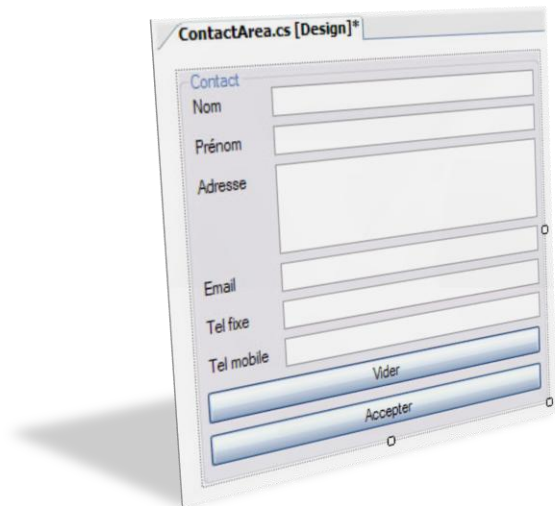 ContactArea.cs [Design]*
Contact
Nom
Prénom
Adresse
Email
Tel fixe
Tel mobile
Vider
Accepter